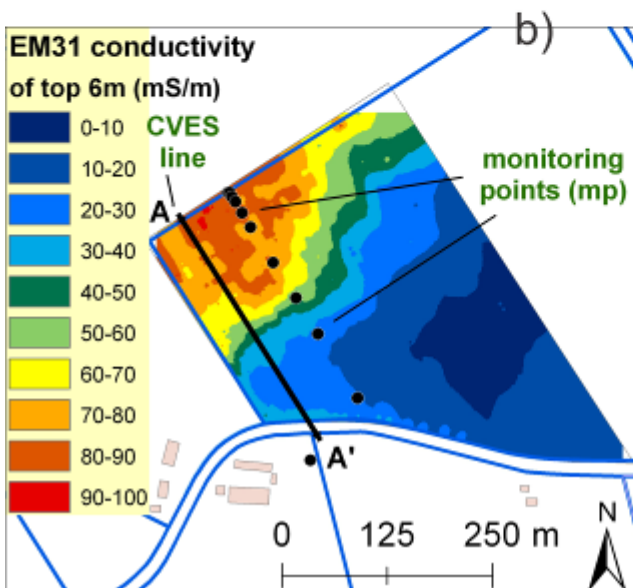 b)
EM31 conductivity
of top 6m (mS/m)
0-10
10-20
20-30
30-40
40-50
50-60
60-70
70-80
80-90
90-100
CVES
line
A
monitoring
points (mp)
A'
0 125 250 m
N